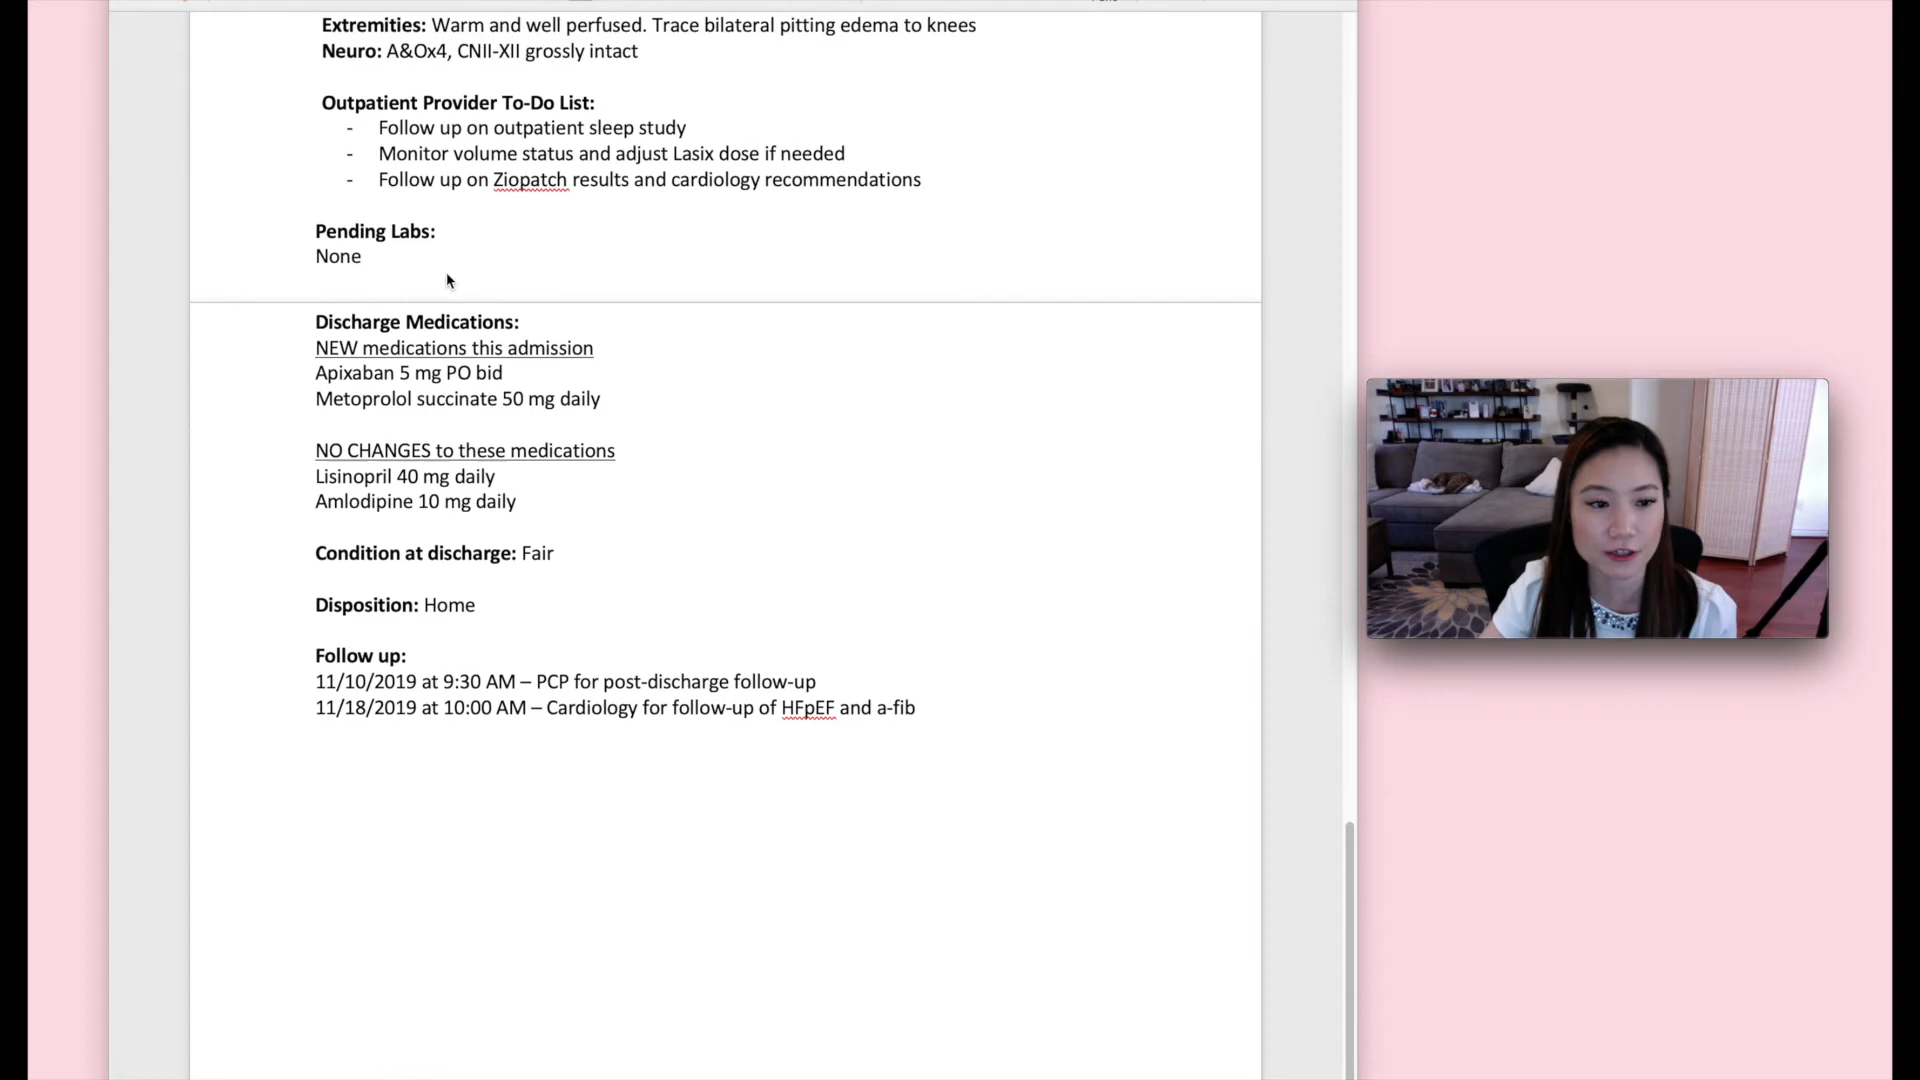 Extremities: Warm and well perfused. Trace bilateral pitting edema to knees
Neuro: A&Ox4, CNII-XII grossly intact
Outpatient Provider To-Do List:
- Follow up on outpatient sleep study
- Monitor volume status and adjust Lasix dose if needed
- Follow up on Ziopatch results and cardiology recommendations
Pending Labs:
None
Discharge Medications:
NEW medications this admission
Apixaban 5 mg PO bid
Metoprolol succinate 50 mg daily
NO CHANGES to these medications
Lisinopril 40 mg daily
Amlodipine 10 mg daily
Condition at discharge: Fair
Disposition: Home
Follow up:
11/10/2019 at 9:30 AM – PCP for post-discharge follow-up
11/18/2019 at 10:00 AM – Cardiology for follow-up of HFpEF and a-fib